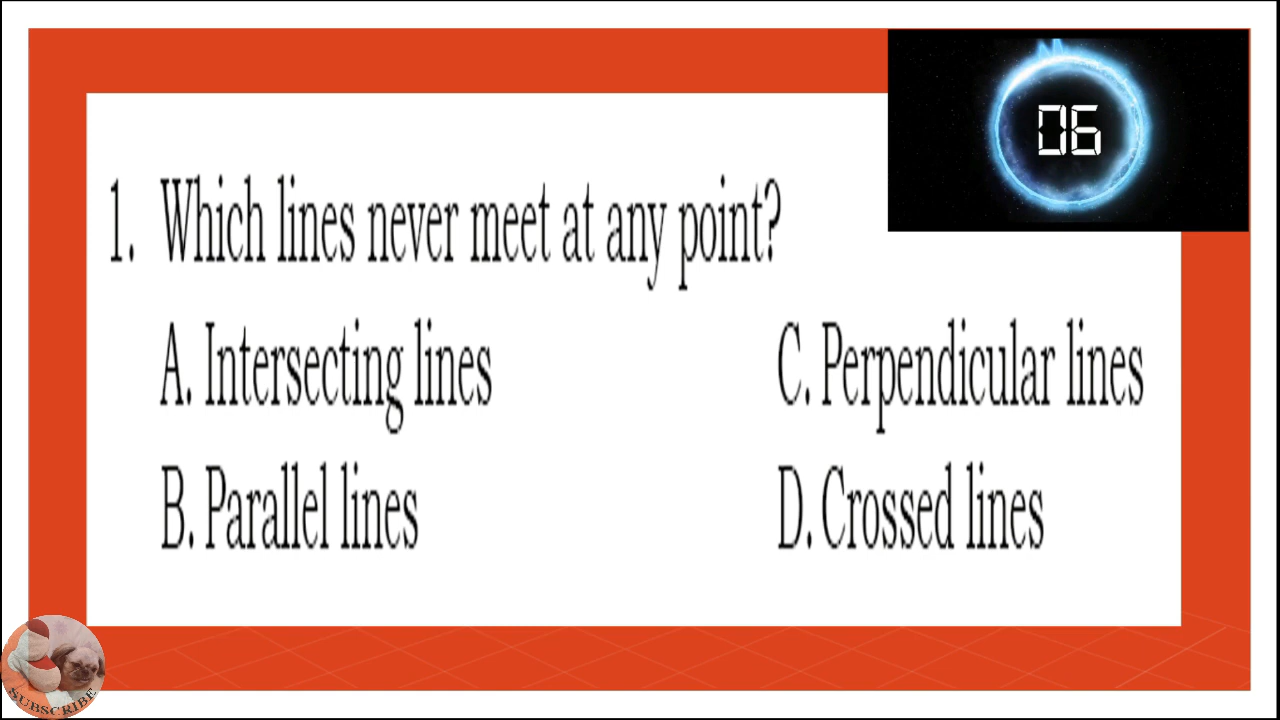 06
1. Which lines never meet at any point?
A. Intersecting lines
C. Perpendicular lines
B. Parallel lines
D. Crossed lines
SUBSCRIBE